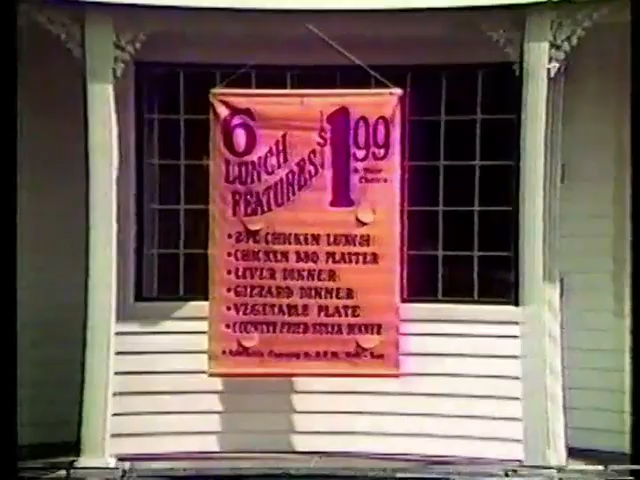 6
LUNCH
FEATURES
$1.99
• 2 PC CHICKEN LUNCH
• CHICKEN BBQ PLATTER
• LIVER DINNER
• GIZZARD DINNER
• VEGETABLE PLATE
• COUNTRY FRIED STEAK DINNER